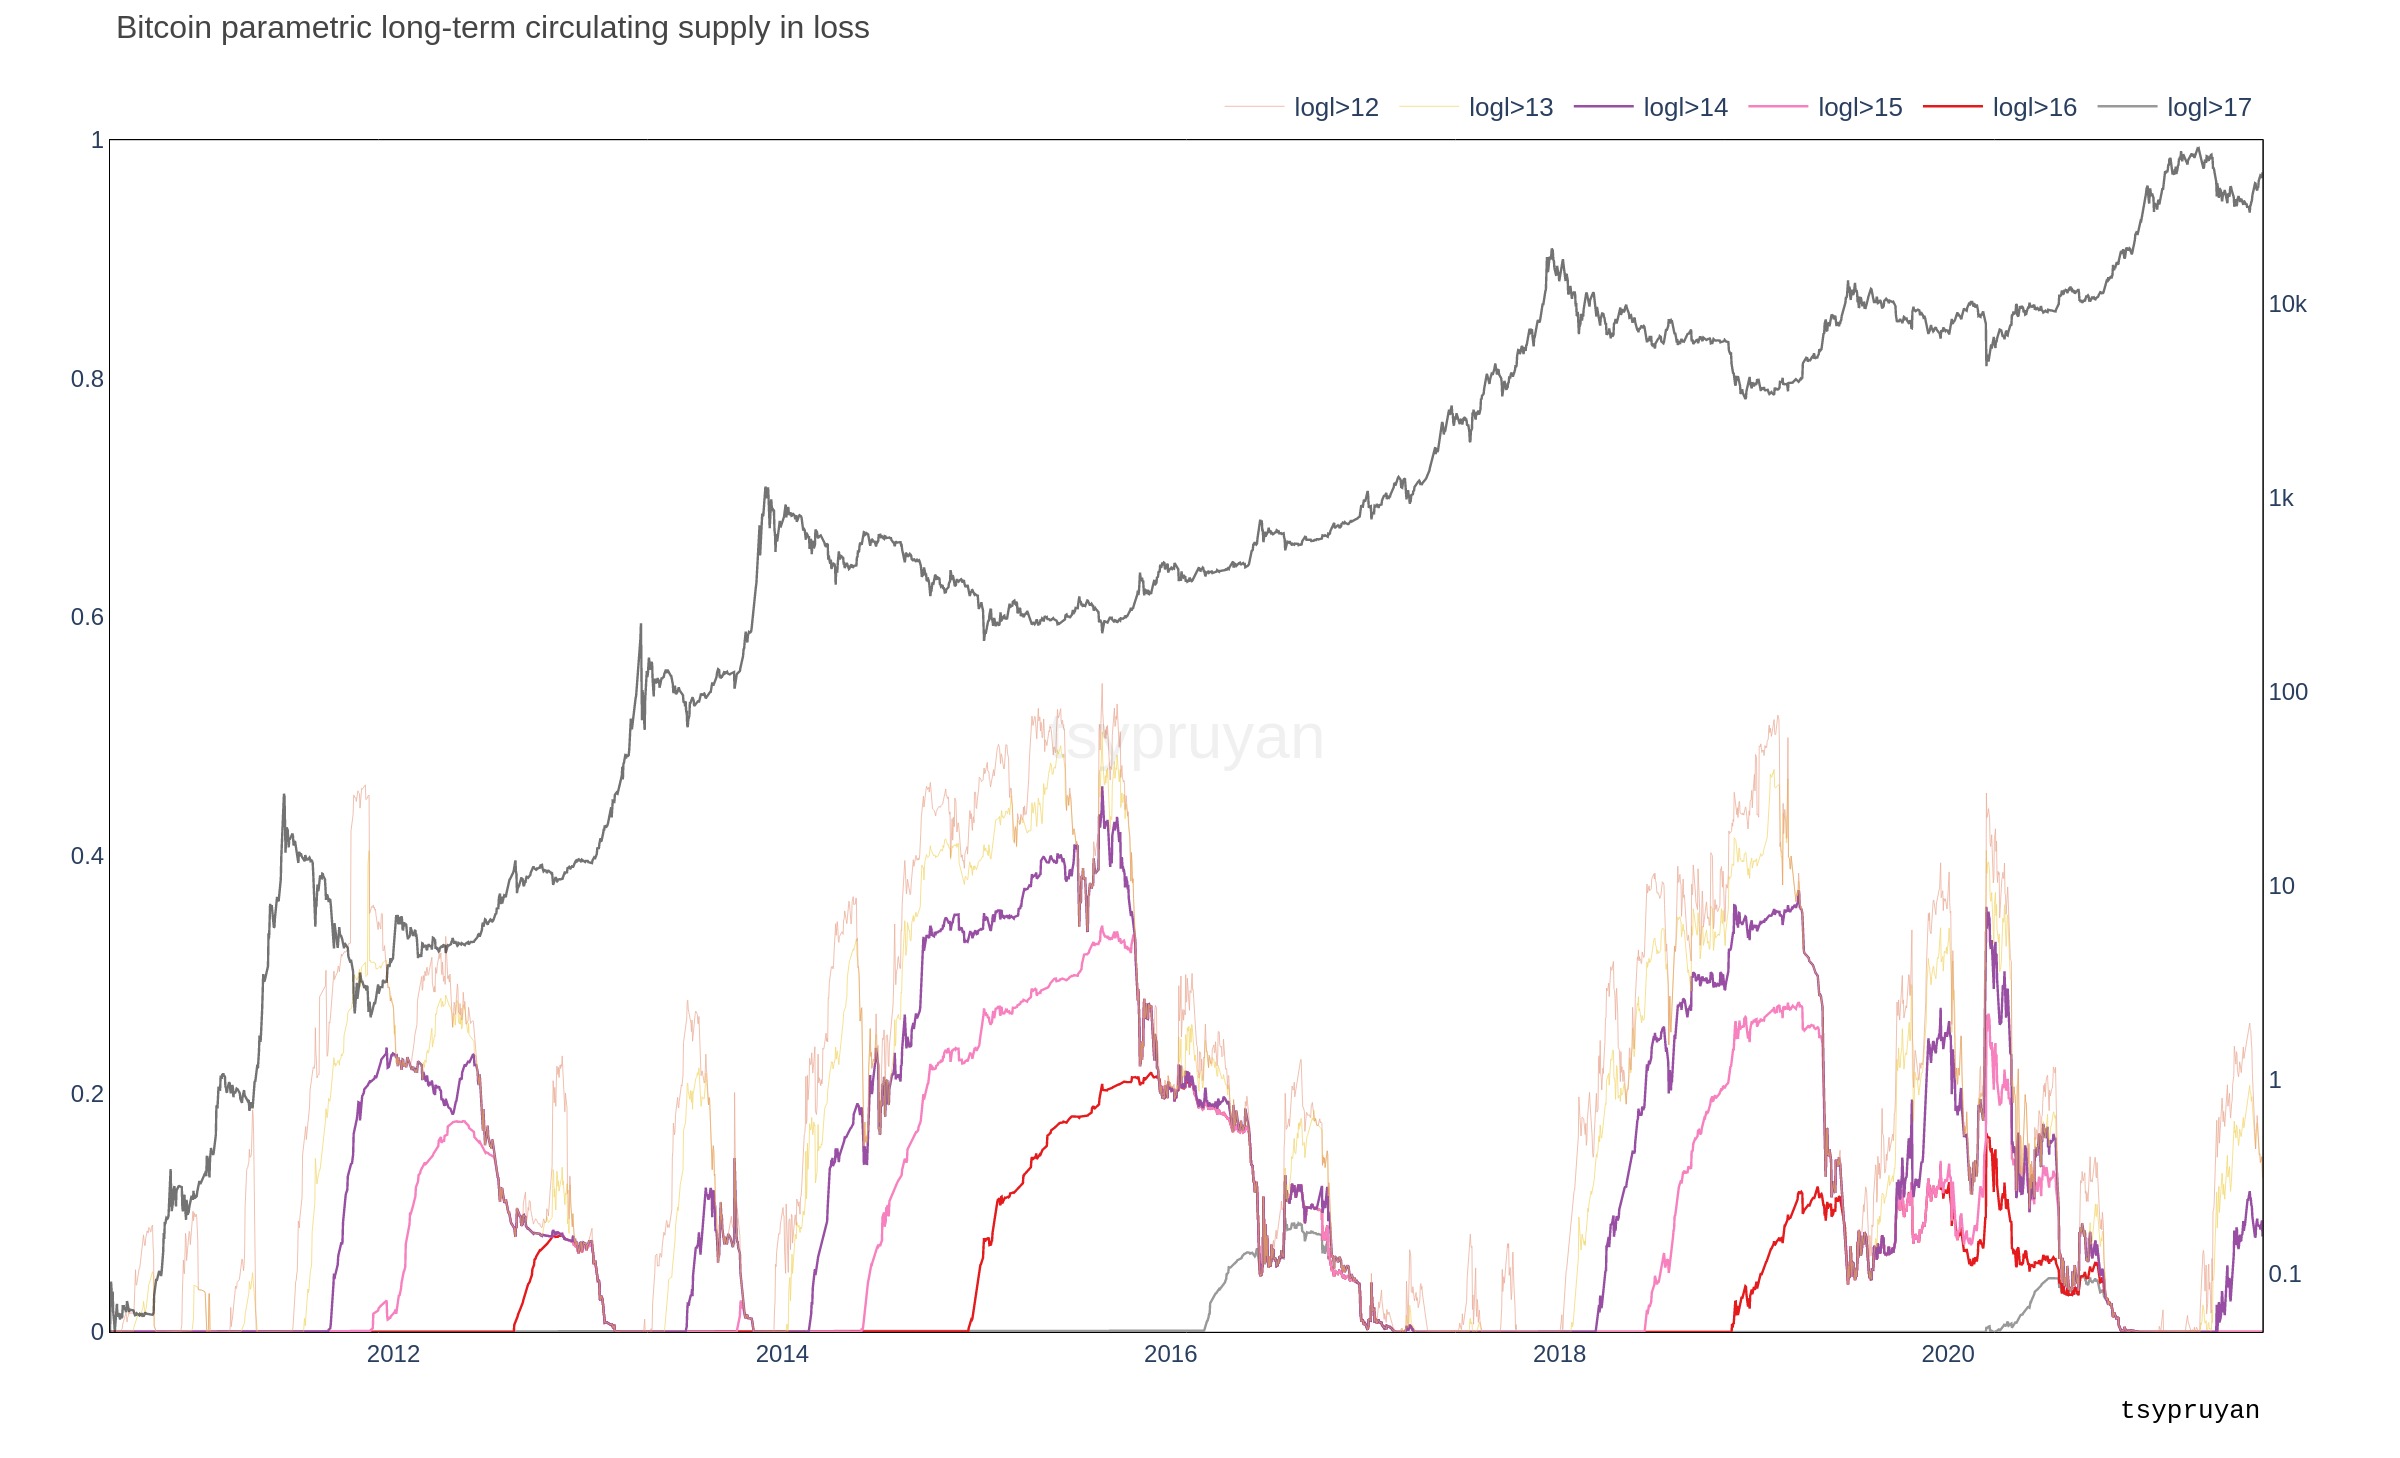 Bitcoin parametric long-term circulating supply in loss
logl>12 logl>13 logl>14 logl>15 logl>16 logl>17
1
0.8
0.6
0.4
0.2
0
10k
1k
100
10
1
0.1
tsypruyan
2012 2014 2016 2018 2020
tsypruyan